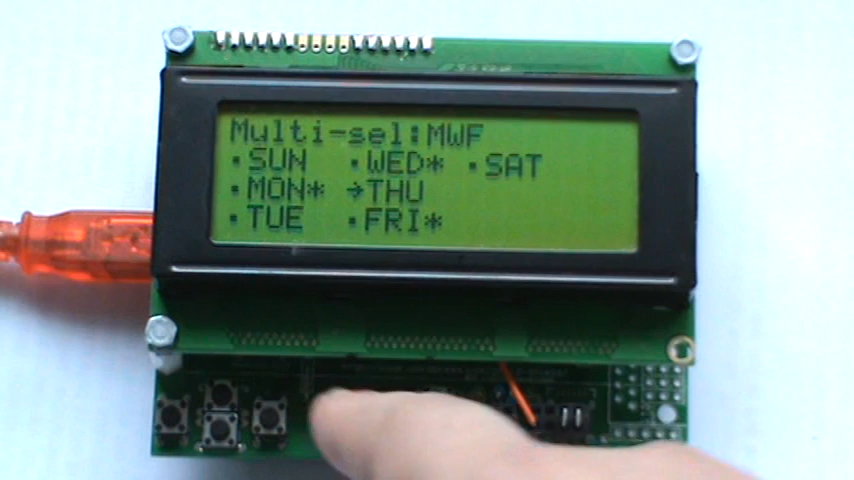 Multi-sel:MWF
·SUN ·WED* ·SAT
·MON* →THU
·TUE ·FRI*